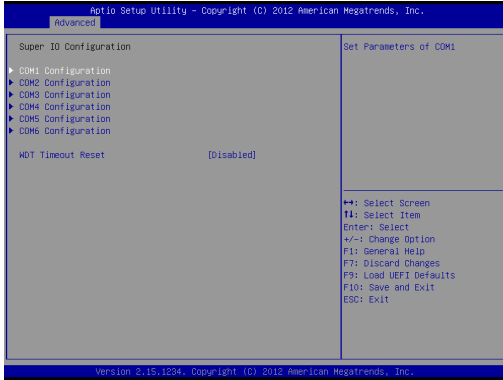 Aptio Setup Utility – Copyright (C) 2012 American Megatrends, Inc.
Advanced
Super IO Configuration
Set Parameters of COM1
COM1 Configuration
COM2 Configuration
COM3 Configuration
COM4 Configuration
COM5 Configuration
COM6 Configuration
WDT Timeout Reset [Disabled]
↔: Select Screen
↑↓: Select Item
Enter: Select
+/-: Change Option
F1: General Help
F7: Discard Changes
F9: Load UEFI Defaults
F10: Save and Exit
ESC: Exit
Version 2.15.1234. Copyright (C) 2012 American Megatrends, Inc.